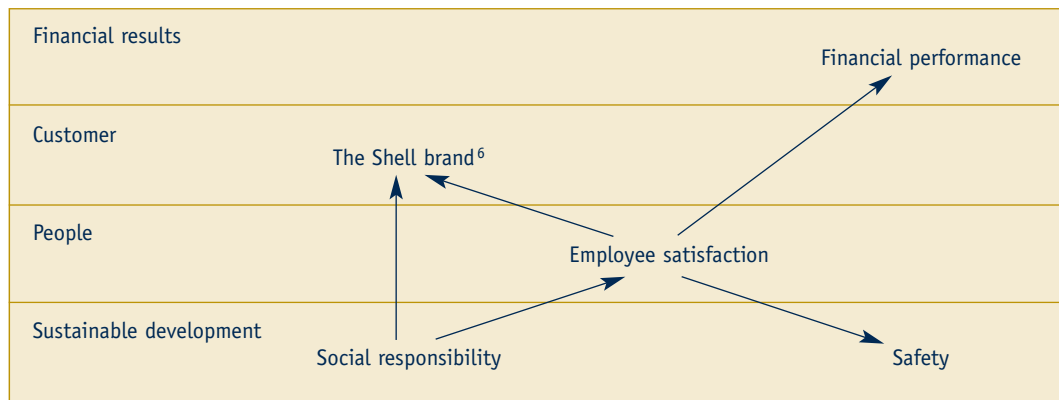 Financial results
Financial performance
Customer
The Shell brand⁶
People
Employee satisfaction
Sustainable development
Social responsibility
Safety